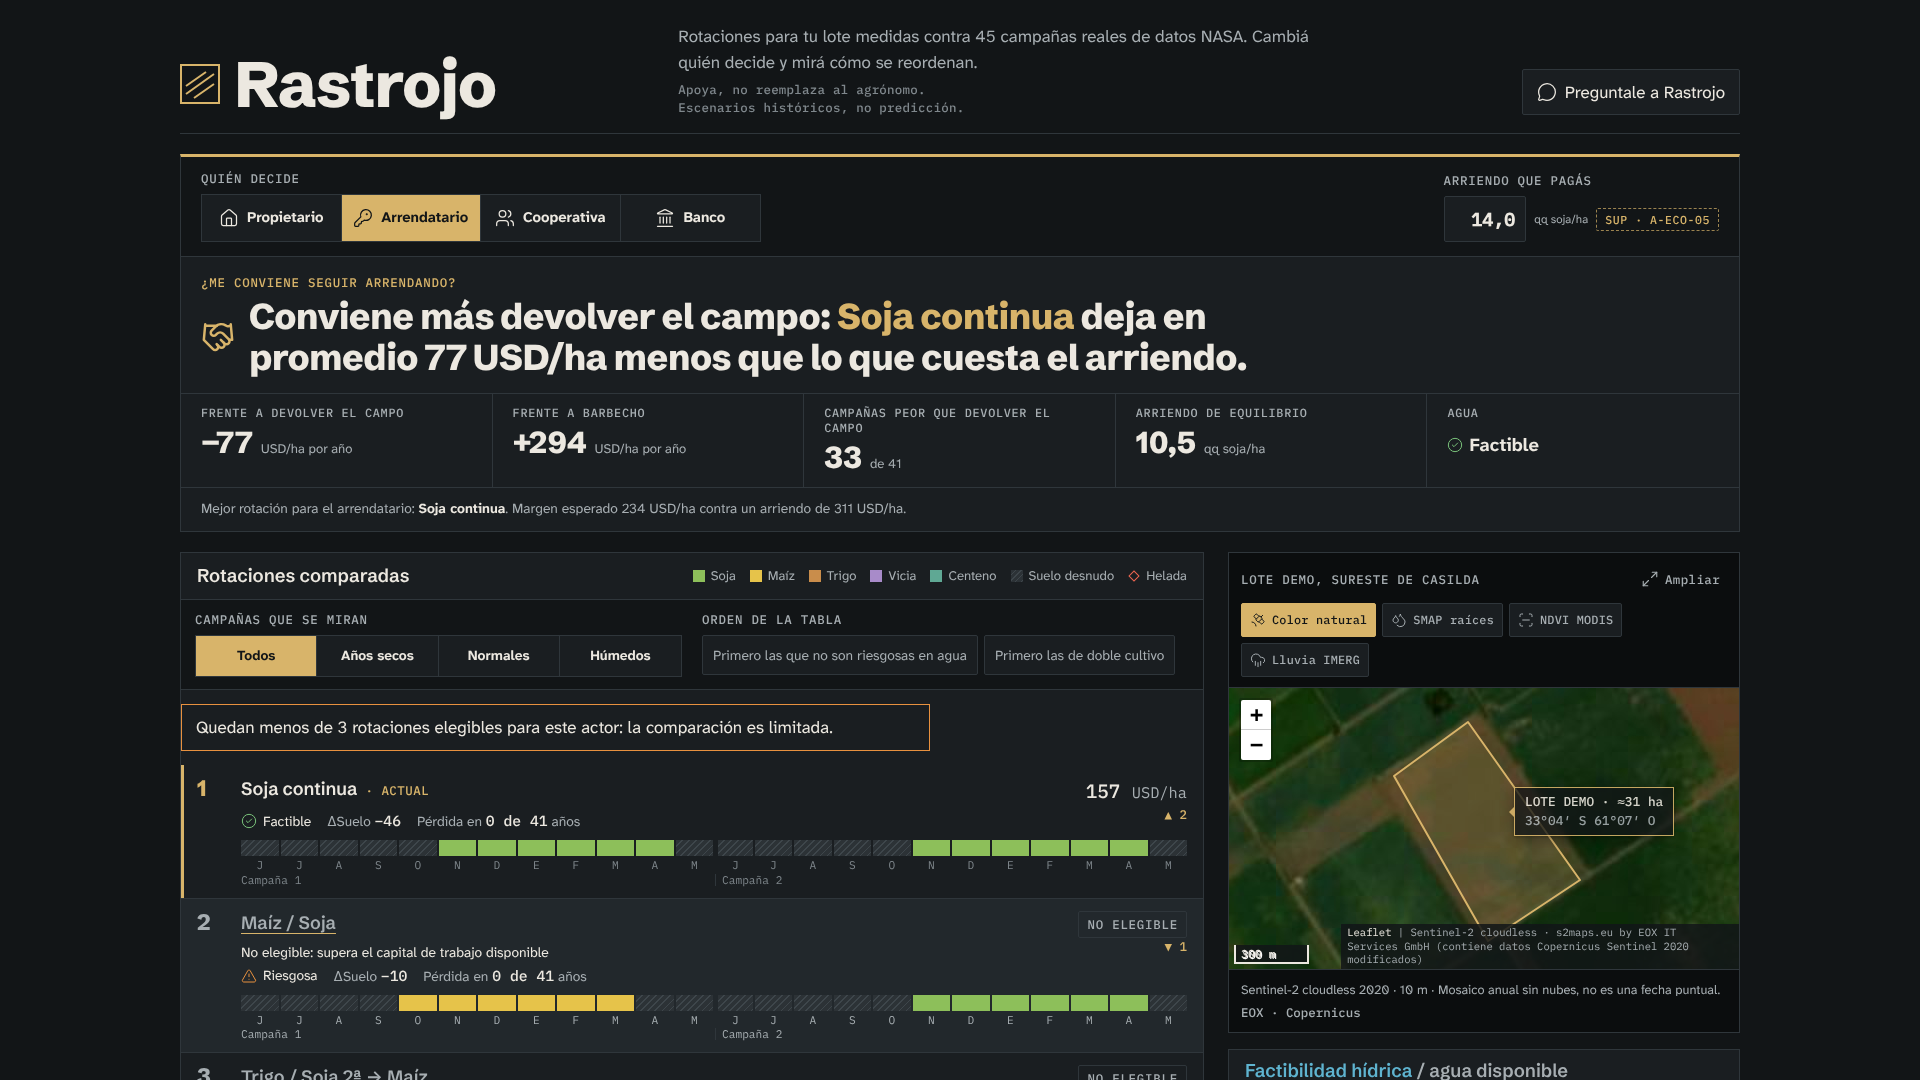 Rastrojo
Rotaciones para tu lote medidas contra 45 campañas reales de datos NASA. Cambiá
quién decide y mirá cómo se reordenan.
Apoya, no reemplaza al agrónomo.
Escenarios históricos, no predicción.
Preguntale a Rastrojo
QUIÉN DECIDE
Propietario
Arrendatario
Cooperativa
Banco
ARRIENDO QUE PAGÁS
14,0 qq soja/ha SUP · A-ECO-05
¿ME CONVIENE SEGUIR ARRENDANDO?
Conviene más devolver el campo: Soja continua deja en
promedio 77 USD/ha menos que lo que cuesta el arriendo.
FRENTE A DEVOLVER EL CAMPO
−77 USD/ha por año
FRENTE A BARBECHO
+294 USD/ha por año
CAMPAÑAS PEOR QUE DEVOLVER EL
CAMPO
33 de 41
ARRIENDO DE EQUILIBRIO
10,5 qq soja/ha
AGUA
Factible
Mejor rotación para el arrendatario: Soja continua. Margen esperado 234 USD/ha contra un arriendo de 311 USD/ha.
Rotaciones comparadas
Soja Maíz Trigo Vicia Centeno Suelo desnudo Helada
CAMPAÑAS QUE SE MIRAN
Todos Años secos Normales Húmedos
ORDEN DE LA TABLA
Primero las que no son riesgosas en agua Primero las de doble cultivo
Quedan menos de 3 rotaciones elegibles para este actor: la comparación es limitada.
1 Soja continua · ACTUAL 157 USD/ha
Factible ΔSuelo −46 Pérdida en 0 de 41 años ▲ 2
J J A S O N D E F M A M J J A S O N D E F M A M
Campaña 1 Campaña 2
2 Maíz / Soja NO ELEGIBLE
No elegible: supera el capital de trabajo disponible ▼ 1
Riesgosa ΔSuelo −10 Pérdida en 0 de 41 años
J J A S O N D E F M A M J J A S O N D E F M A M
Campaña 1 Campaña 2
3 Trigo / Soja 2ª → Maíz NO ELEGIBLE
LOTE DEMO, SURESTE DE CASILDA
Ampliar
Color natural SMAP raíces NDVI MODIS
Lluvia IMERG
+
−
LOTE DEMO · ≈31 ha
33°04′ S 61°07′ O
300 m
Leaflet | Sentinel-2 cloudless · s2maps.eu by EOX IT
Services GmbH (contiene datos Copernicus Sentinel 2020
modificados)
Sentinel-2 cloudless 2020 · 10 m · Mosaico anual sin nubes, no es una fecha puntual.
EOX · Copernicus
Factibilidad hídrica / agua disponible